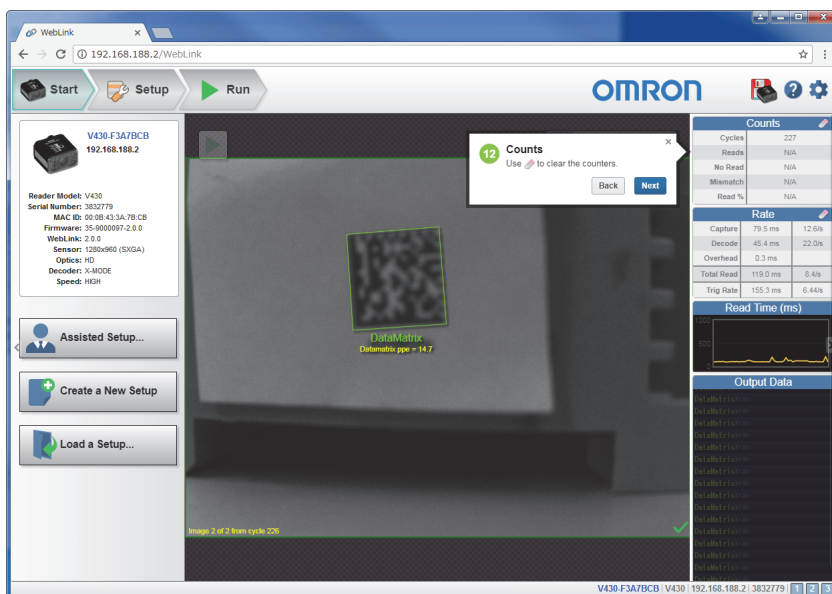 WebLink
192.168.188.2/WebLink
Start
Setup
Run
OMRON
V430-F3A7BCB
192.168.188.2
Reader Model: V430
Serial Number: 3832779
MAC ID: 00:0B:43:3A:7B:CB
Firmware: 35-9000097-2.0.0
WebLink: 2.0.0
Sensor: 1280x960 (SXGA)
Optics: HD
Decoder: X-MODE
Speed: HIGH
Assisted Setup...
Create a New Setup
Load a Setup...
DataMatrix
Datamatrix ppe = 14.7
Image 2 of 2 from cycle 226
12 Counts
Use to clear the counters.
Back Next
Counts
Cycles 227
Reads N/A
No Read N/A
Mismatch N/A
Read % N/A
Rate
Capture 79.5 ms 12.6/s
Decode 45.4 ms 22.0/s
Overhead 0.3 ms
Total Read 119.0 ms 8.4/s
Trig Rate 155.3 ms 6.44/s
Read Time (ms)
1000
500
0
Output Data
V430-F3A7BCB | V430 | 192.168.188.2 | 3832779 | 1 2 3